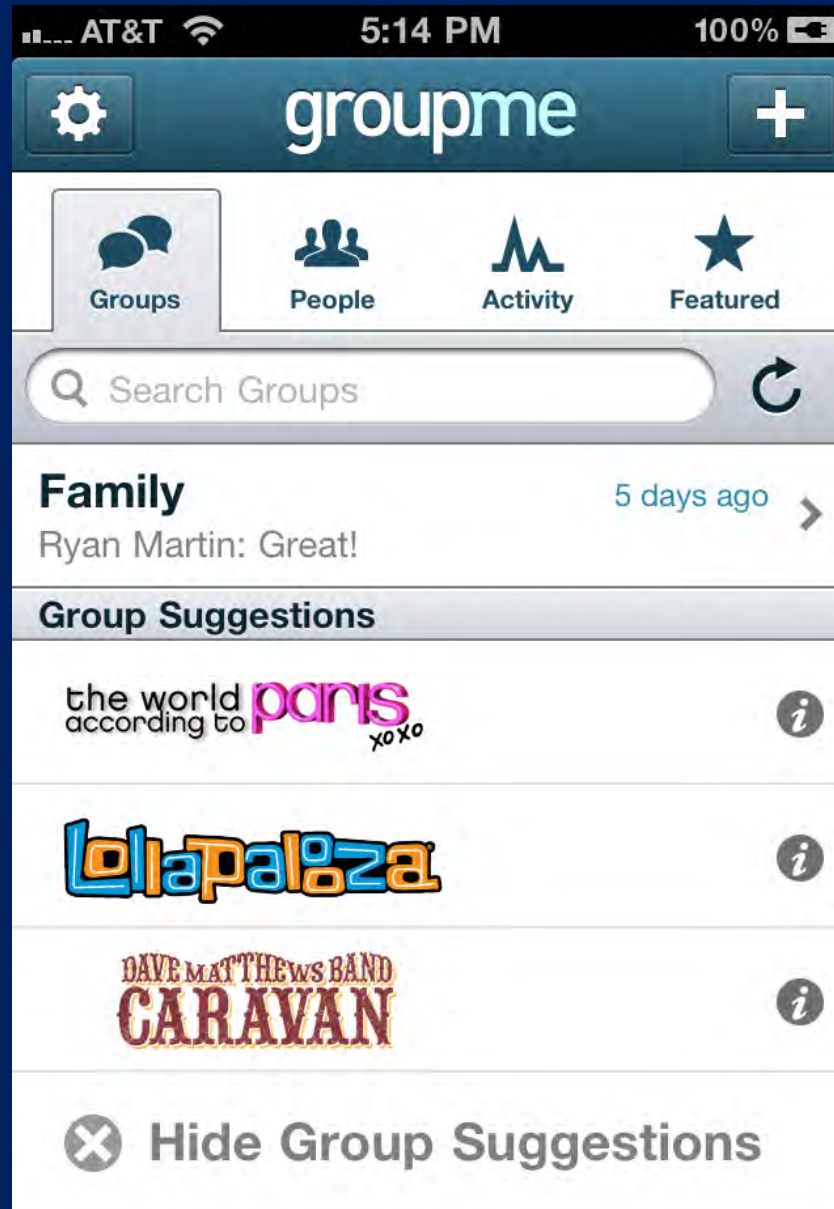 AT&T 5:14 PM 100%
groupme
Groups People Activity Featured
Search Groups
Family 5 days ago
Ryan Martin: Great!
Group Suggestions
the world
according to paris
xoxo
Lollapalooza
DAVE MATTHEWS BAND
CARAVAN
Hide Group Suggestions